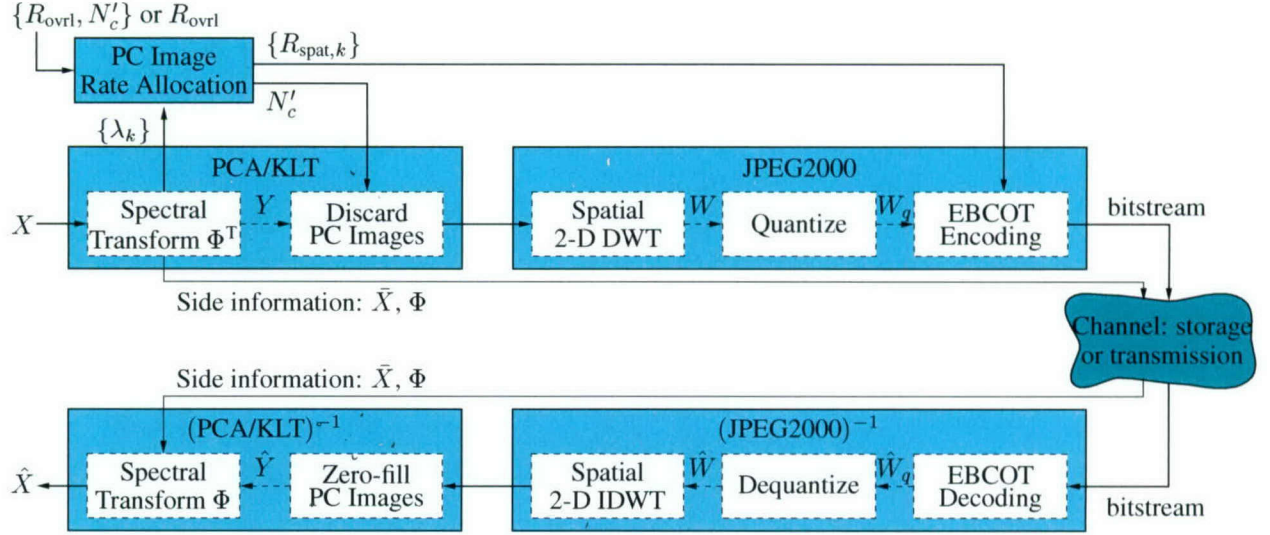 {R_ovrl, N'_c} or R_ovrl
PC Image
Rate Allocation
{R_spat,k}
N'_c
{λ_k}
PCA/KLT
JPEG2000
X
Spectral
Transform Φ^T
Y
Discard
PC Images
Spatial
2-D DWT
W
Quantize
W_q
EBCOT
Encoding
bitstream
Side information: X̄, Φ
Channel: storage
or transmission
Side information: X̄, Φ
(PCA/KLT)^−1
(JPEG2000)^−1
X̂
Spectral
Transform Φ
Ŷ
Zero-fill
PC Images
Spatial
2-D IDWT
Ŵ
Dequantize
Ŵ_q
EBCOT
Decoding
bitstream